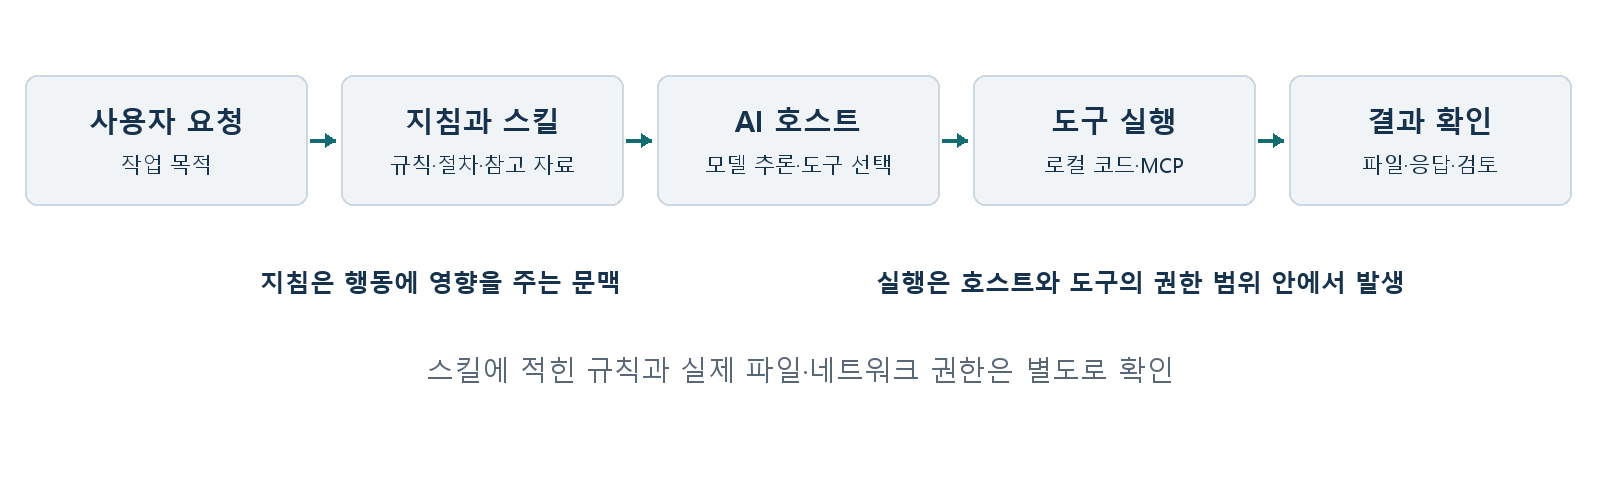 사용자 요청
작업 목적
지침과 스킬
규칙·절차·참고 자료
AI 호스트
모델 추론·도구 선택
도구 실행
로컬 코드·MCP
결과 확인
파일·응답·검토
지침은 행동에 영향을 주는 문맥
실행은 호스트와 도구의 권한 범위 안에서 발생
스킬에 적힌 규칙과 실제 파일·네트워크 권한은 별도로 확인